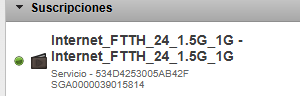 Suscripciones
Internet_FTTH_24_1.5G_1G -
Internet_FTTH_24_1.5G_1G
Servicio - 534D4253005AB42F
SGA0000039015814